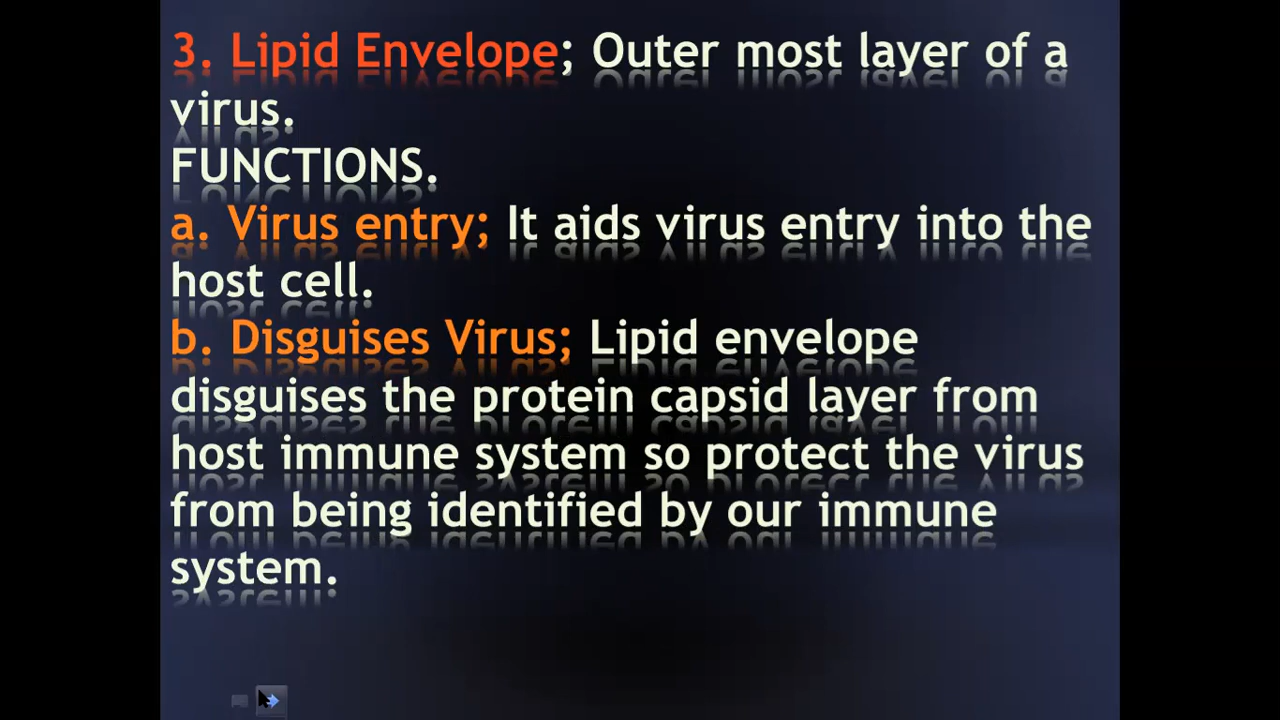 3. Lipid Envelope; Outer most layer of a
virus.
FUNCTIONS.
a. Virus entry; It aids virus entry into the
host cell.
b. Disguises Virus; Lipid envelope
disguises the protein capsid layer from
host immune system so protect the virus
from being identified by our immune
system.